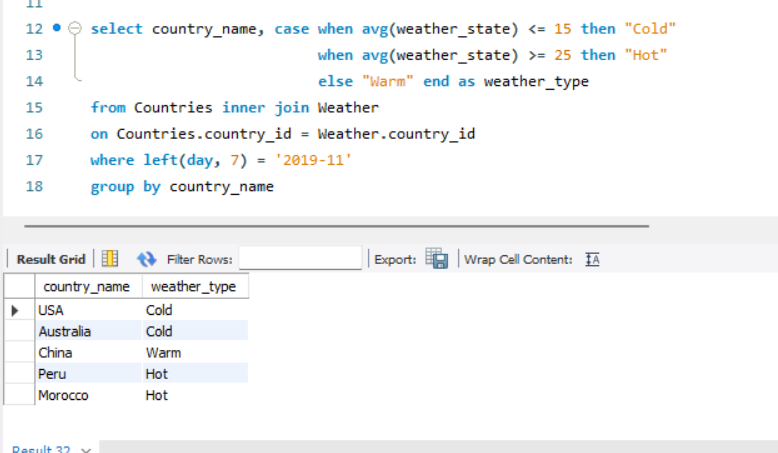 11
12 select country_name, case when avg(weather_state) <= 15 then "Cold"
13 when avg(weather_state) >= 25 then "Hot"
14 else "Warm" end as weather_type
15 from Countries inner join Weather
16 on Countries.country_id = Weather.country_id
17 where left(day, 7) = '2019-11'
18 group by country_name
Result Grid Filter Rows: Export: Wrap Cell Content: IA
country_name weather_type
USA Cold
Australia Cold
China Warm
Peru Hot
Morocco Hot
Result 32